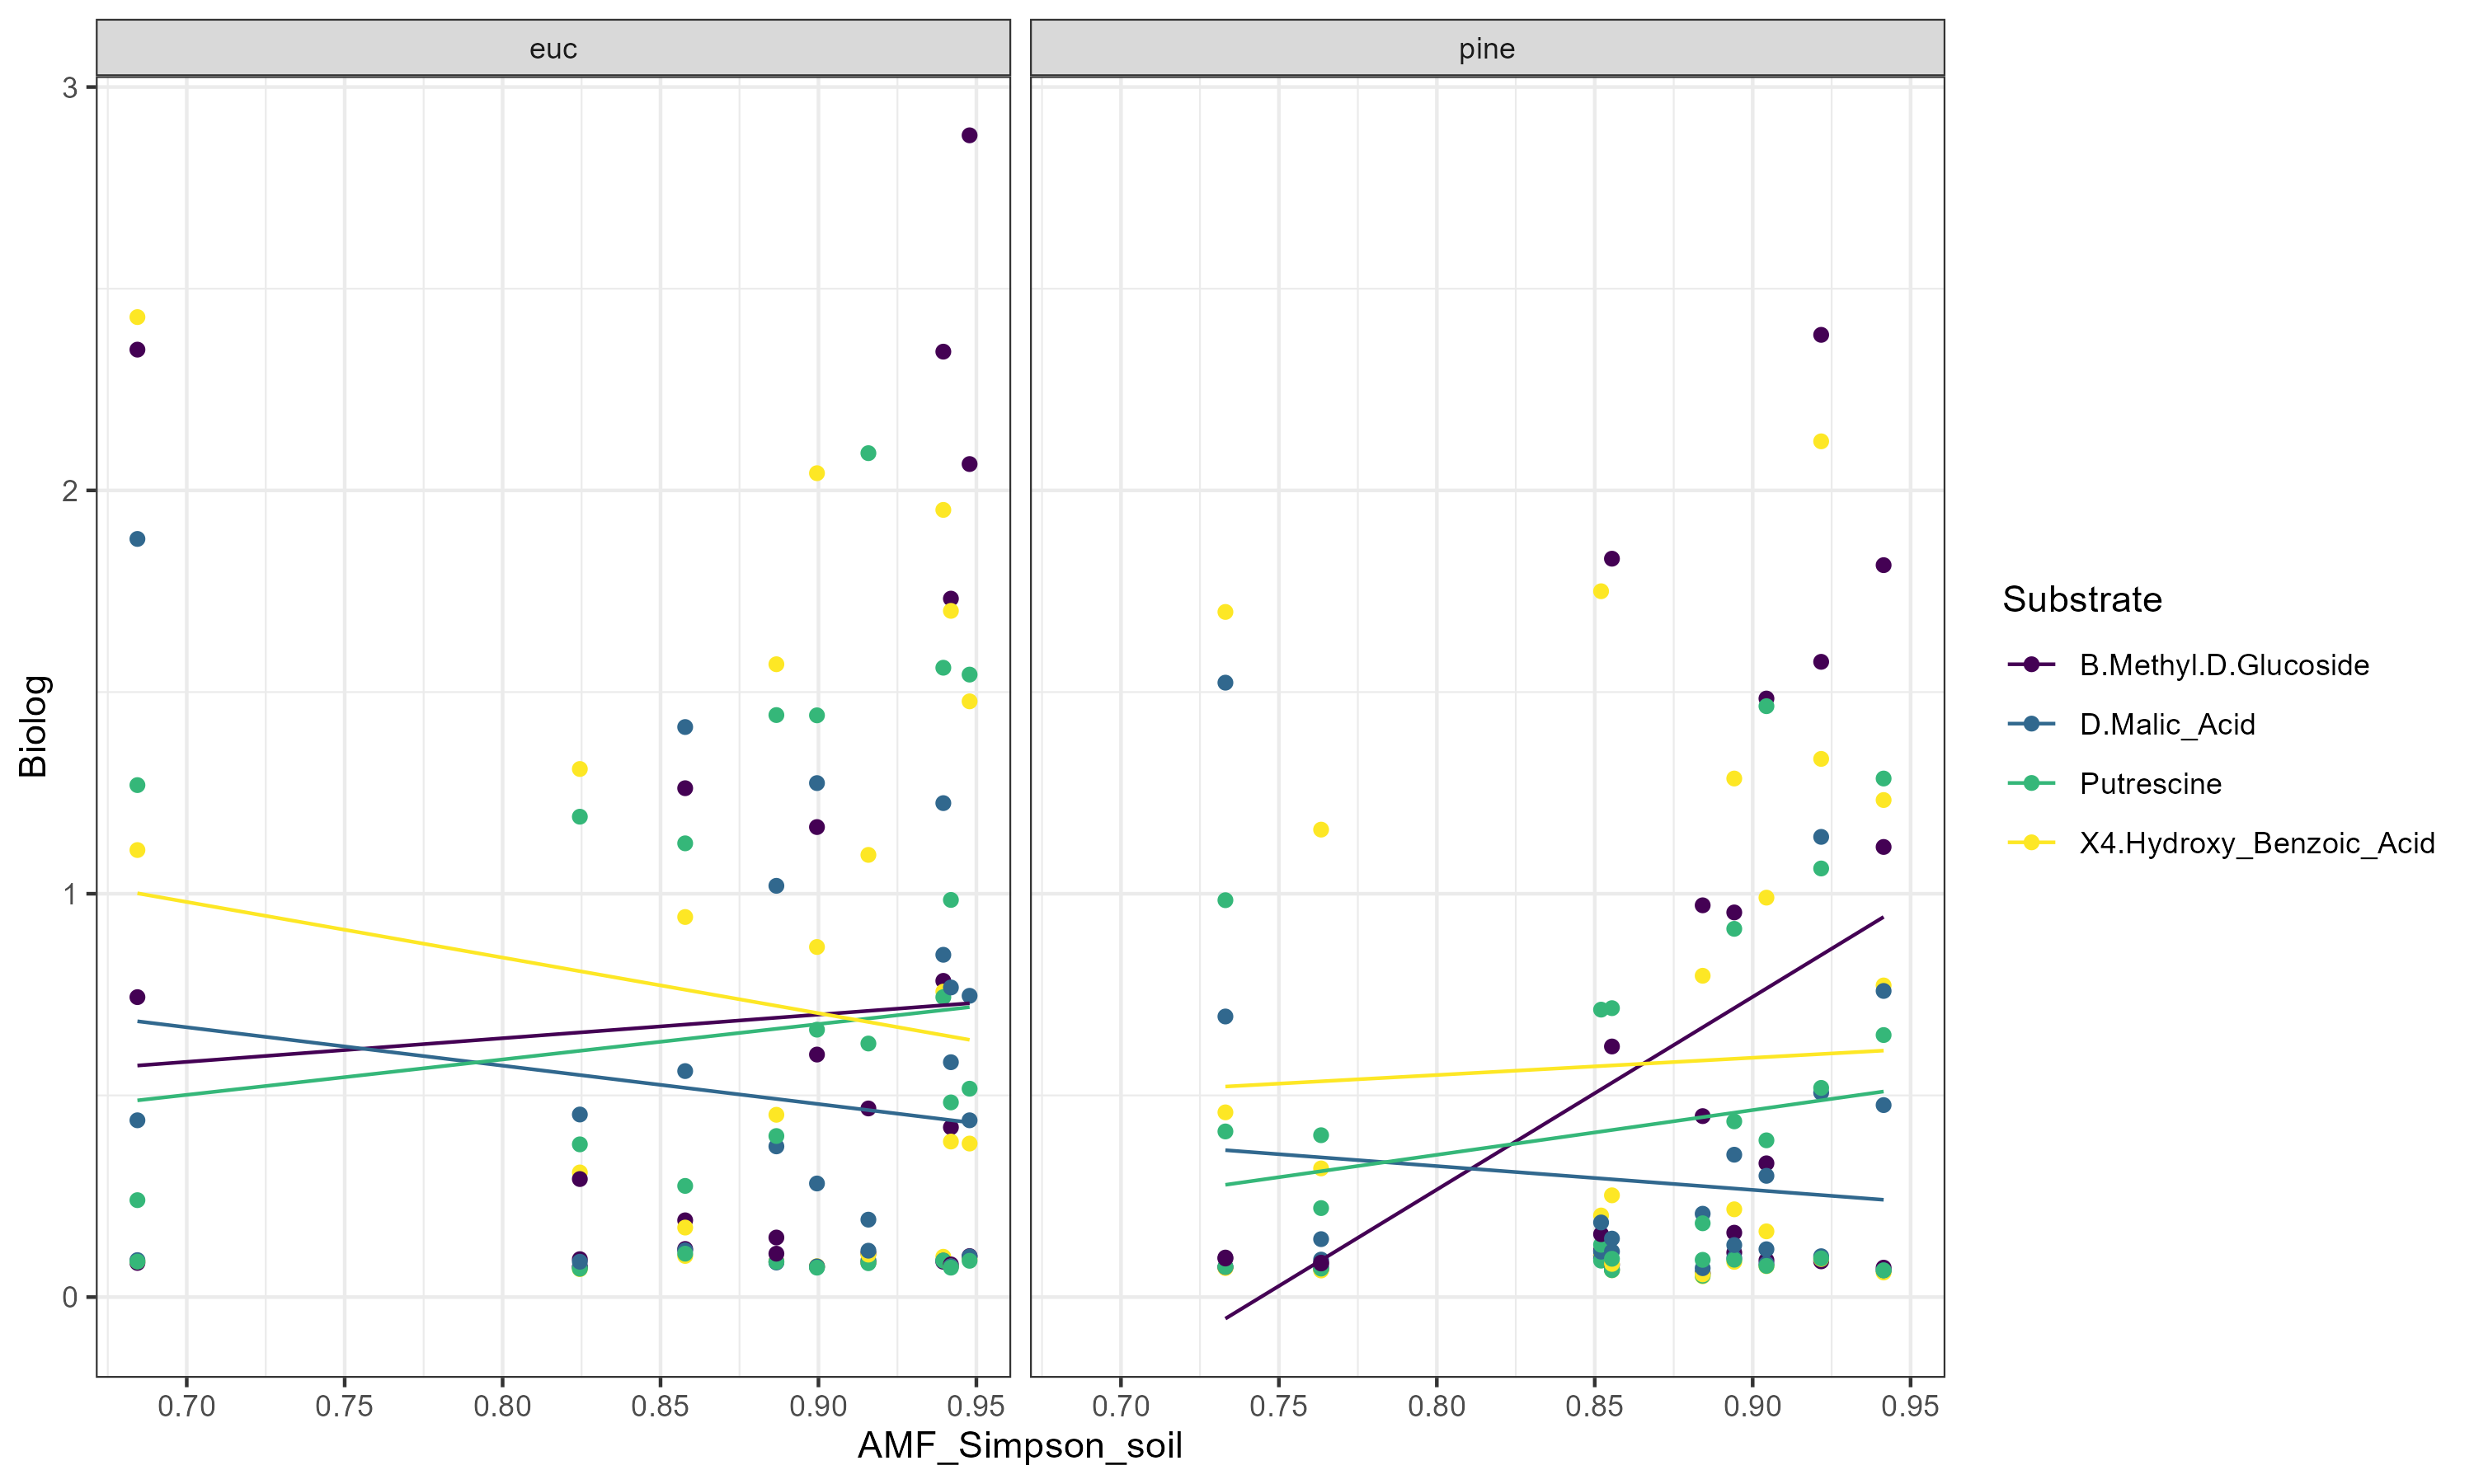 euc
pine
3
2
1
0
Biolog
0.70 0.75 0.80 0.85 0.90 0.95
0.70 0.75 0.80 0.85 0.90 0.95
AMF_Simpson_soil
Substrate
B.Methyl.D.Glucoside
D.Malic_Acid
Putrescine
X4.Hydroxy_Benzoic_Acid